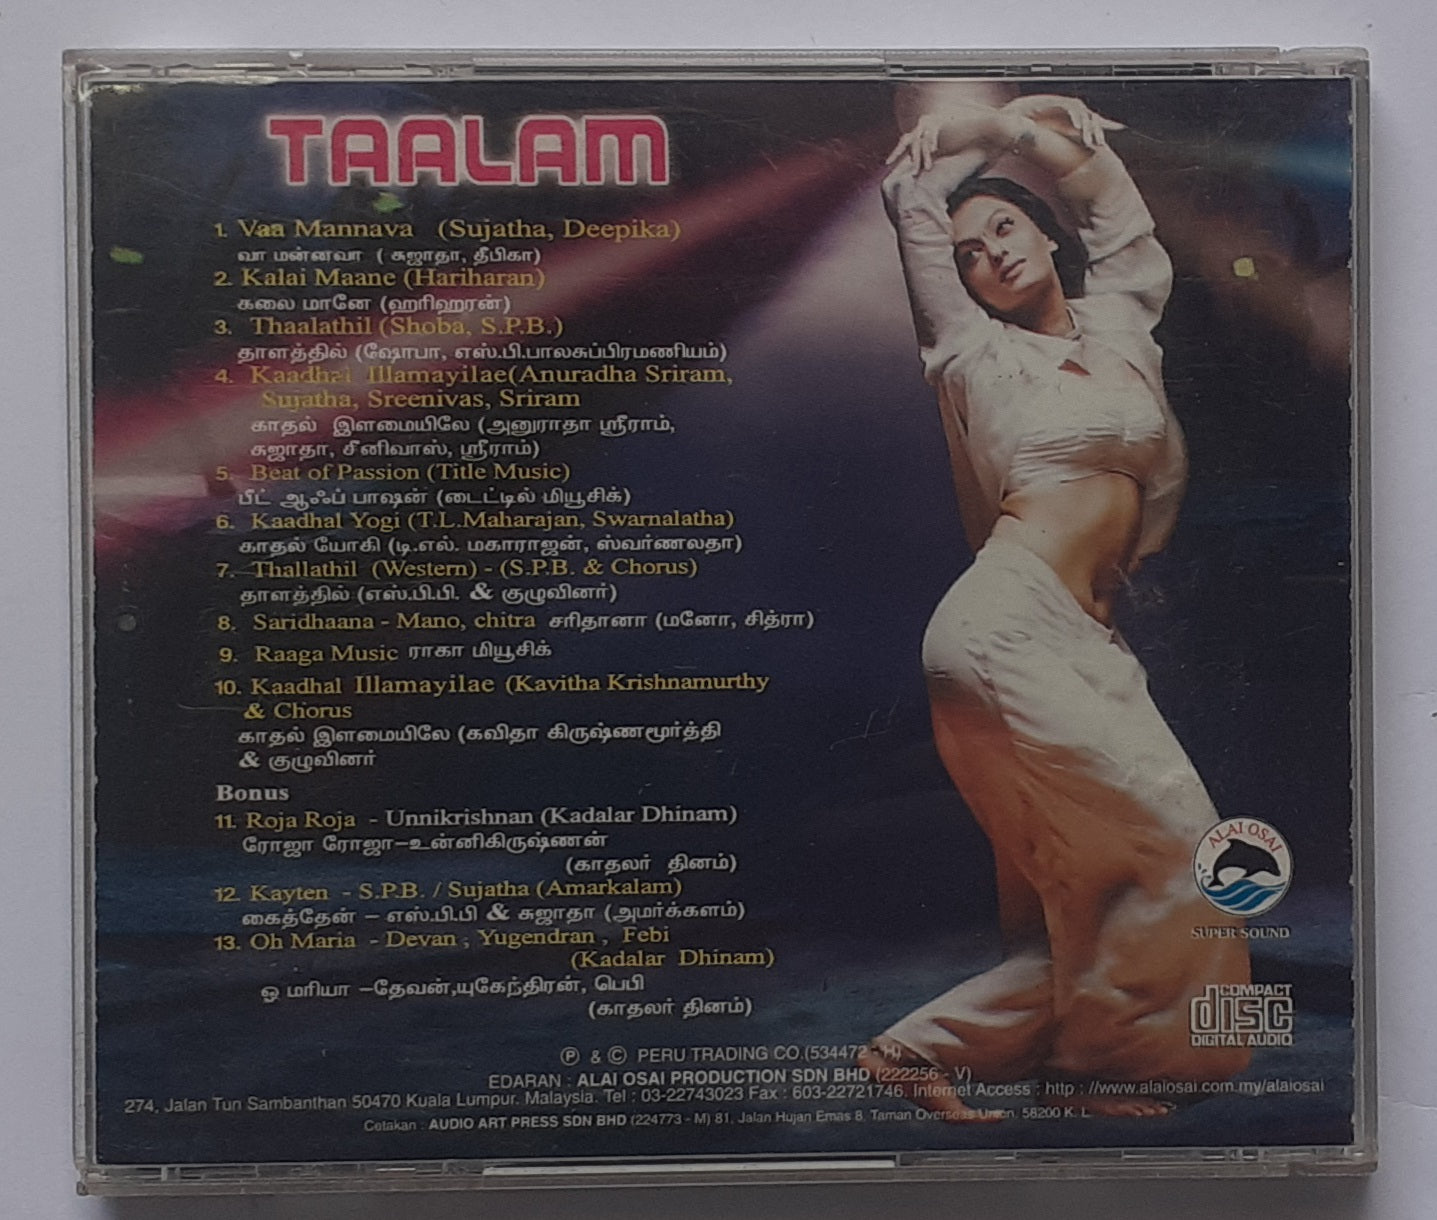 TAALAM
1. Vaa Mannava (Sujatha, Deepika)
வா மன்னவா ( சுஜாதா, தீபிகா)
2. Kalai Maane (Hariharan)
கலை மானே (ஹரிஹரன்)
3. Thaalathil (Shoba, S.P.B.)
தாளத்தில் (ஷோபா, எஸ்.பி.பாலசுப்பிரமணியம்)
4. Kaadhal Illamayilae(Anuradha Sriram,
Sujatha, Sreenivas, Sriram
காதல் இளமையிலே (அனுராதா ஸ்ரீராம்,
சுஜாதா, சீனிவாஸ், ஸ்ரீராம்)
5. Beat of Passion (Title Music)
பீட் ஆஃப் பாஷன் (டைட்டில் மியூசிக்)
6. Kaadhal Yogi (T.L.Maharajan, Swarnalatha)
காதல் யோகி (டி.எல். மகாராஜன், ஸ்வர்ணலதா)
7. Thallathil (Western) - (S.P.B. & Chorus)
தாளத்தில் (எஸ்.பி.பி. & குழுவினர்)
8. Saridhaana - Mano, chitra சரிதானா (மனோ, சித்ரா)
9. Raaga Music ராகா மியூசிக்
10. Kaadhal Illamayilae (Kavitha Krishnamurthy
& Chorus
காதல் இளமையிலே (கவிதா கிருஷ்ணமூர்த்தி
& குழுவினர்
Bonus
11. Roja Roja - Unnikrishnan (Kadalar Dhinam)
ரோஜா ரோஜா–உன்னிகிருஷ்ணன்
(காதலர் தினம்)
12. Kayten - S.P.B. / Sujatha (Amarkalam)
கைத்தேன் – எஸ்.பி.பி & சுஜாதா (அமர்க்களம்)
13. Oh Maria - Devan , Yugendran , Febi
(Kadalar Dhinam)
ஓ மரியா –தேவன்,யுகேந்திரன், பெபி
(காதலர் தினம்)
ALAI OSAI
SUPER SOUND
COMPACT
disc
DIGITAL AUDIO
℗ & © PERU TRADING CO.(534472 - H)
EDARAN : ALAI OSAI PRODUCTION SDN BHD (222256 - V)
274, Jalan Tun Sambanthan 50470 Kuala Lumpur. Malaysia. Tel : 03-22743023 Fax : 603-22721746. Internet Access : http : //www.alaiosai.com.my/alaiosai
Cetakan : AUDIO ART PRESS SDN BHD (224773 - M) 81, Jalan Hujan Emas 8, Taman Overseas Union, 58200 K. L.